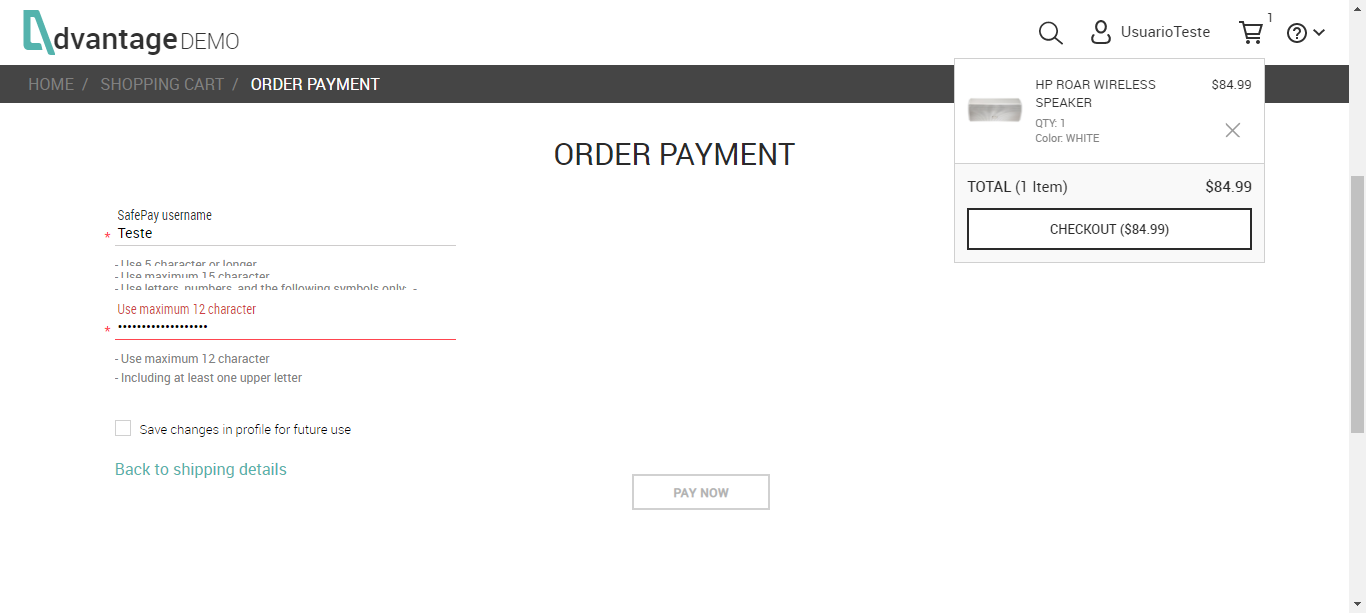 dvantage DEMO
UsuarioTeste
1
HOME / SHOPPING CART / ORDER PAYMENT
HP ROAR WIRELESS SPEAKER
$84.99
QTY: 1
Color: WHITE
TOTAL (1 Item) $84.99
CHECKOUT ($84.99)
ORDER PAYMENT
SafePay username
* Teste
- Use 5 character or longer
- Use maximum 15 character
- Use letters, numbers, and the following symbols only: -
Use maximum 12 character
* •••••••••••••••••••
- Use maximum 12 character
- Including at least one upper letter
Save changes in profile for future use
Back to shipping details
PAY NOW